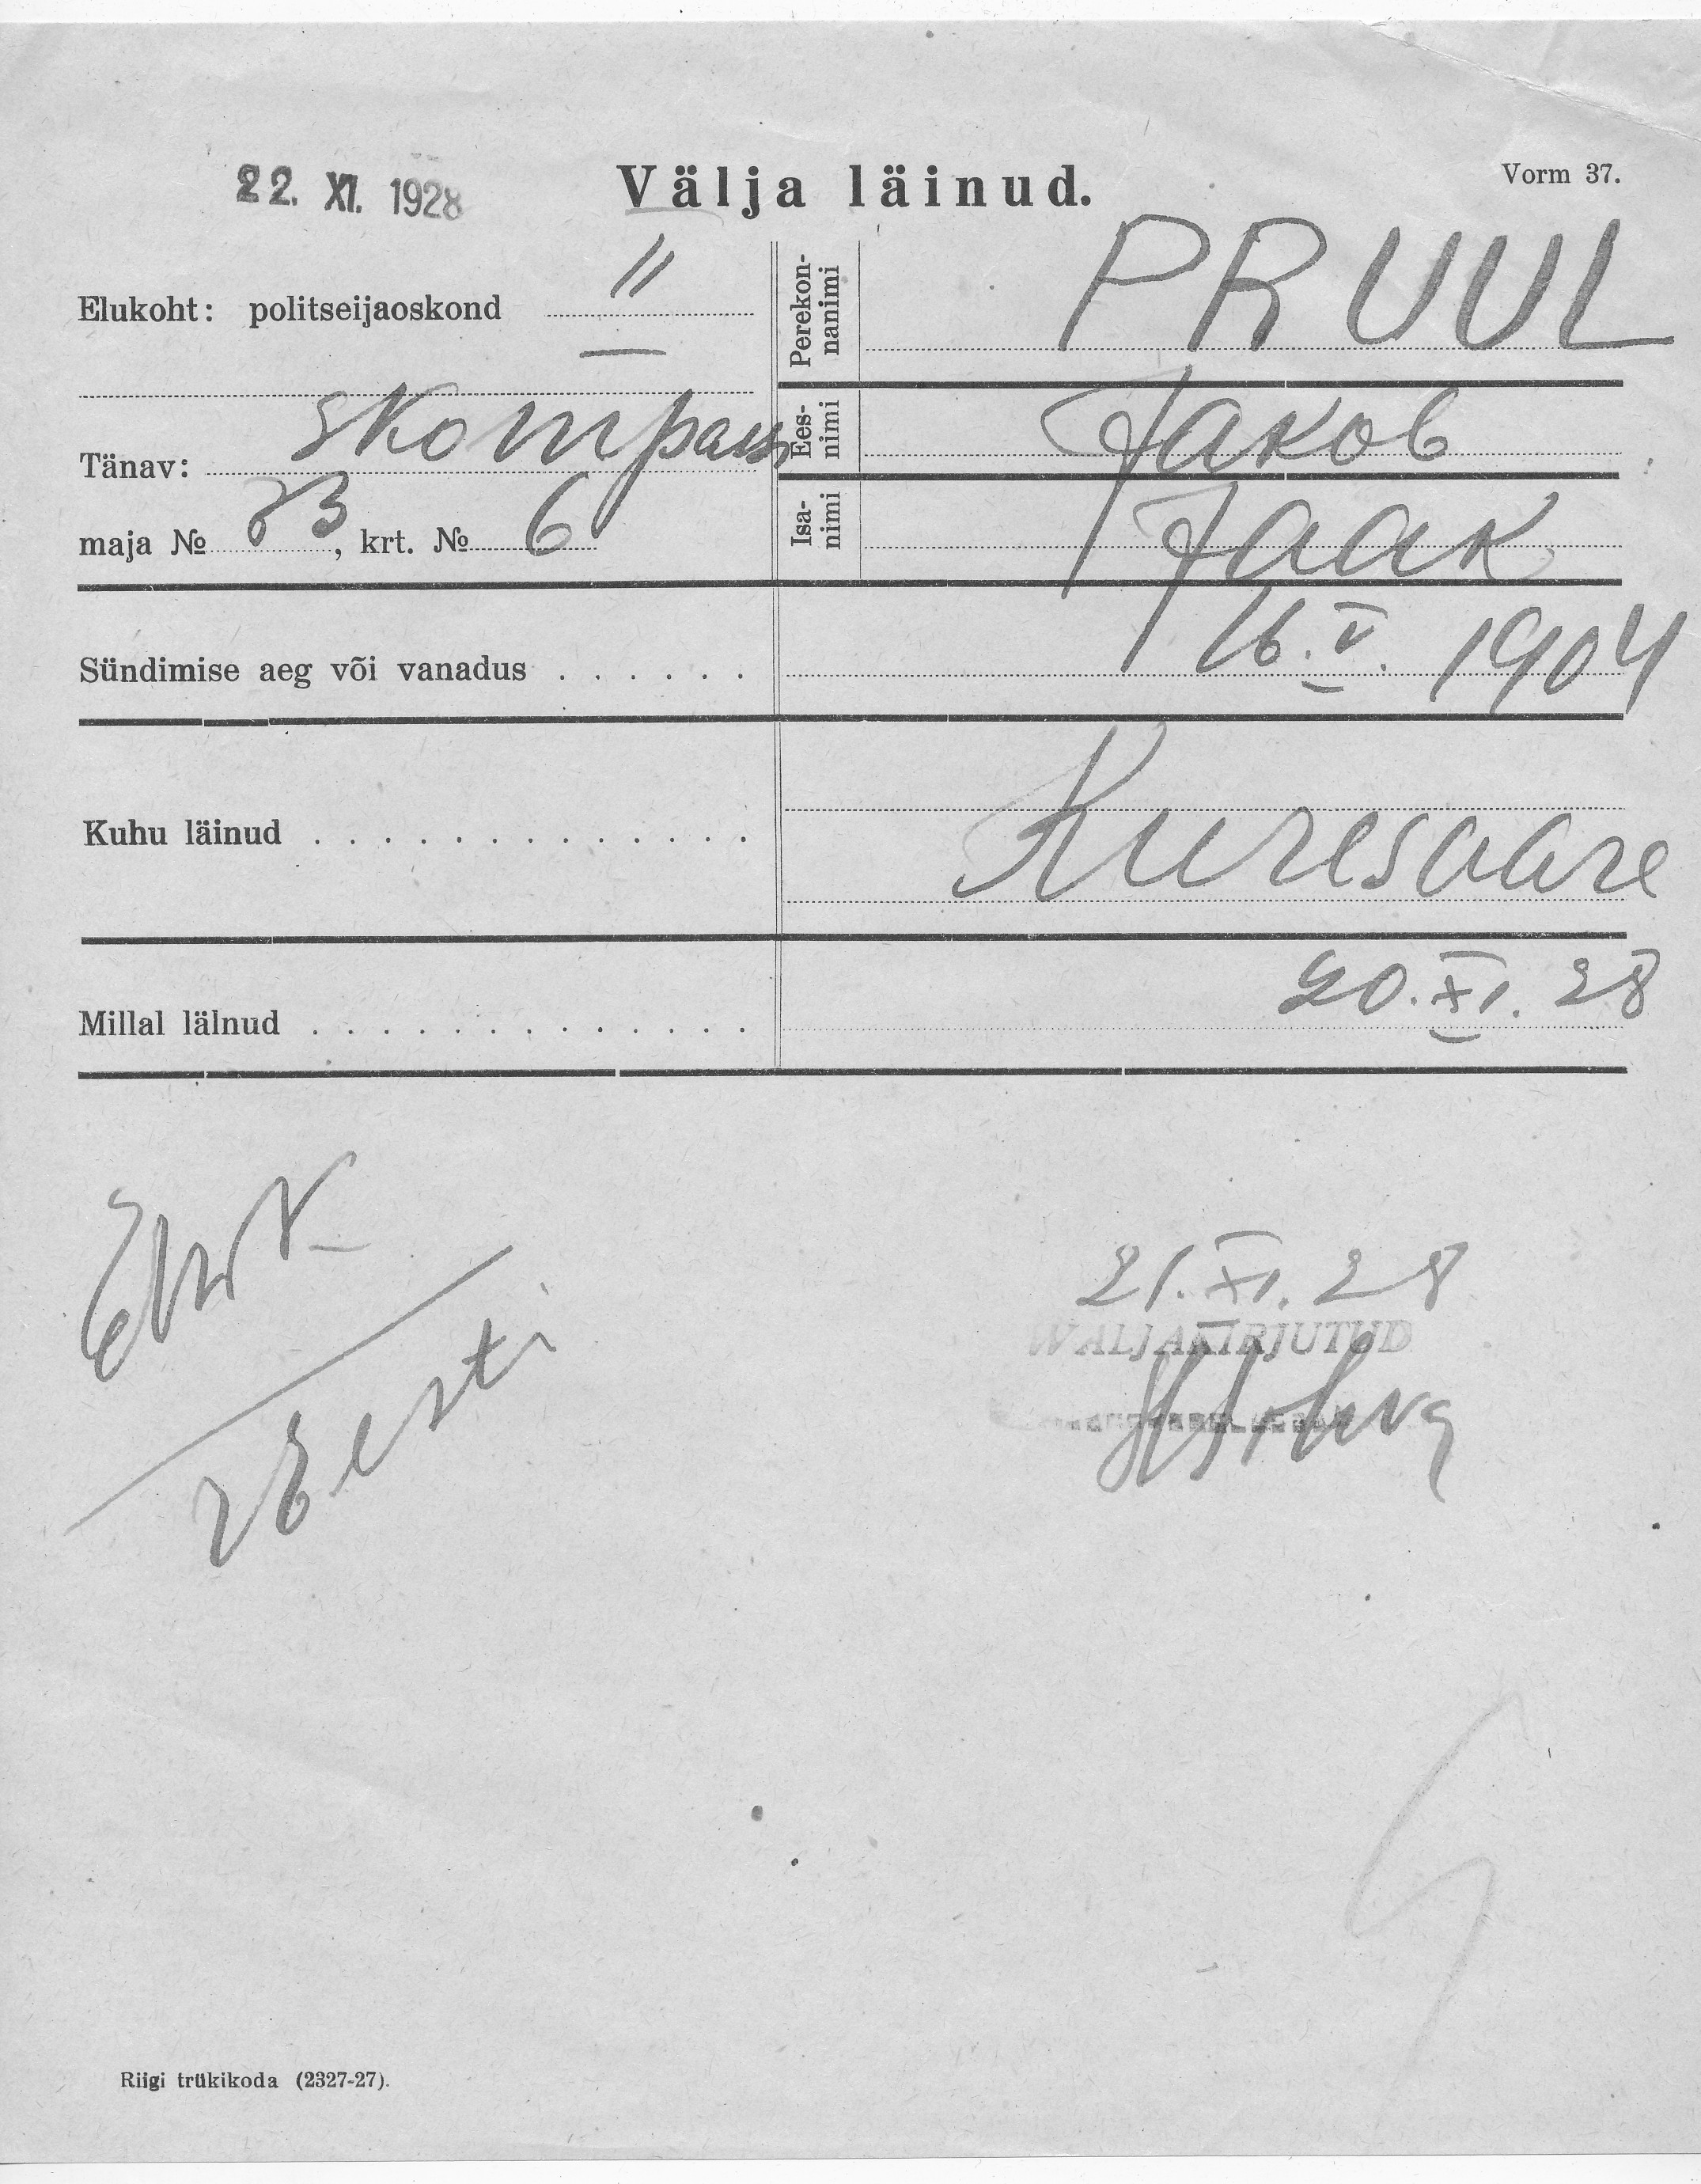 22. XI. 1928
Välja läinud.
Vorm 37.
Elukoht: politseijaoskond II
Tänav:
maja № , krt. № 6
Perekon-
nanimi
PRUUL
Ees-
nimi
Jakob
Isa-
nimi
Jaak
Sündimise aeg või vanadus . . . . . .
16. V. 1904
Kuhu läinud . . . . . . . . . . . . .
Kuresaare
Millal läinud . . . . . . . . . . . . .
20. XI. 28
Eesti
21. XI. 28
WALJAKIRJUTUD
Riigi trükikoda (2327-27).